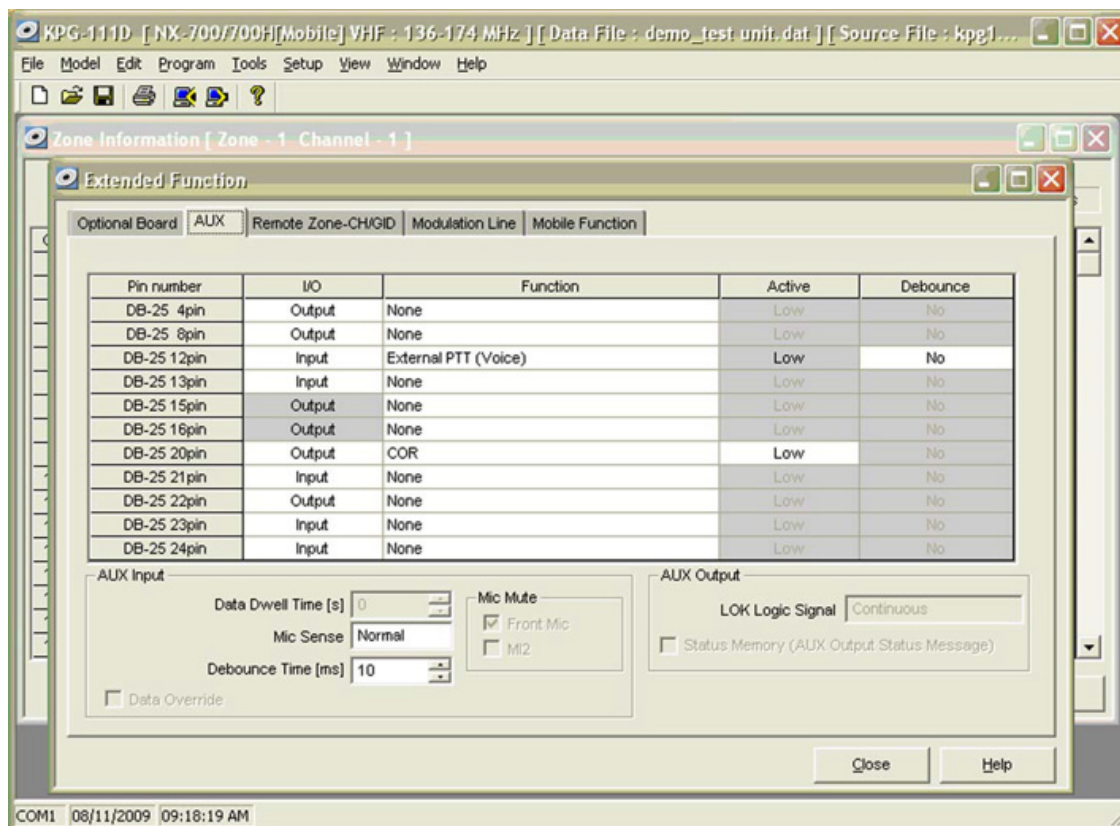 KPG-111D [ NX-700/700H[Mobile] VHF : 136-174 MHz ] [ Data File : demo_test unit.dat ] [ Source File : kpg1...
File Model Edit Program Tools Setup View Window Help
Zone Information [ Zone - 1 Channel - 1 ]
Extended Function
Optional Board AUX Remote Zone-CH/GID Modulation Line Mobile Function
Pin number I/O Function Active Debounce
DB-25 4pin Output None Low No
DB-25 8pin Output None Low No
DB-25 12pin Input External PTT (Voice) Low No
DB-25 13pin Input None Low No
DB-25 15pin Output None Low No
DB-25 16pin Output None Low No
DB-25 20pin Output COR Low No
DB-25 21pin Input None Low No
DB-25 22pin Output None Low No
DB-25 23pin Input None Low No
DB-25 24pin Input None Low No
AUX Input
Data Dwell Time [s] 0
Mic Sense Normal
Debounce Time [ms] 10
Data Override
Mic Mute
Front Mic
MI2
AUX Output
LOK Logic Signal Continuous
Status Memory (AUX Output Status Message)
Close Help
COM1 08/11/2009 09:18:19 AM